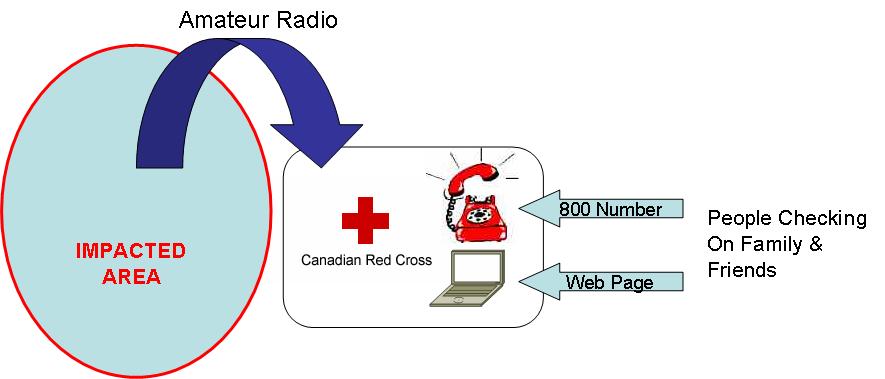 Amateur Radio
IMPACTED
AREA
Canadian Red Cross
800 Number
Web Page
People Checking
On Family &
Friends